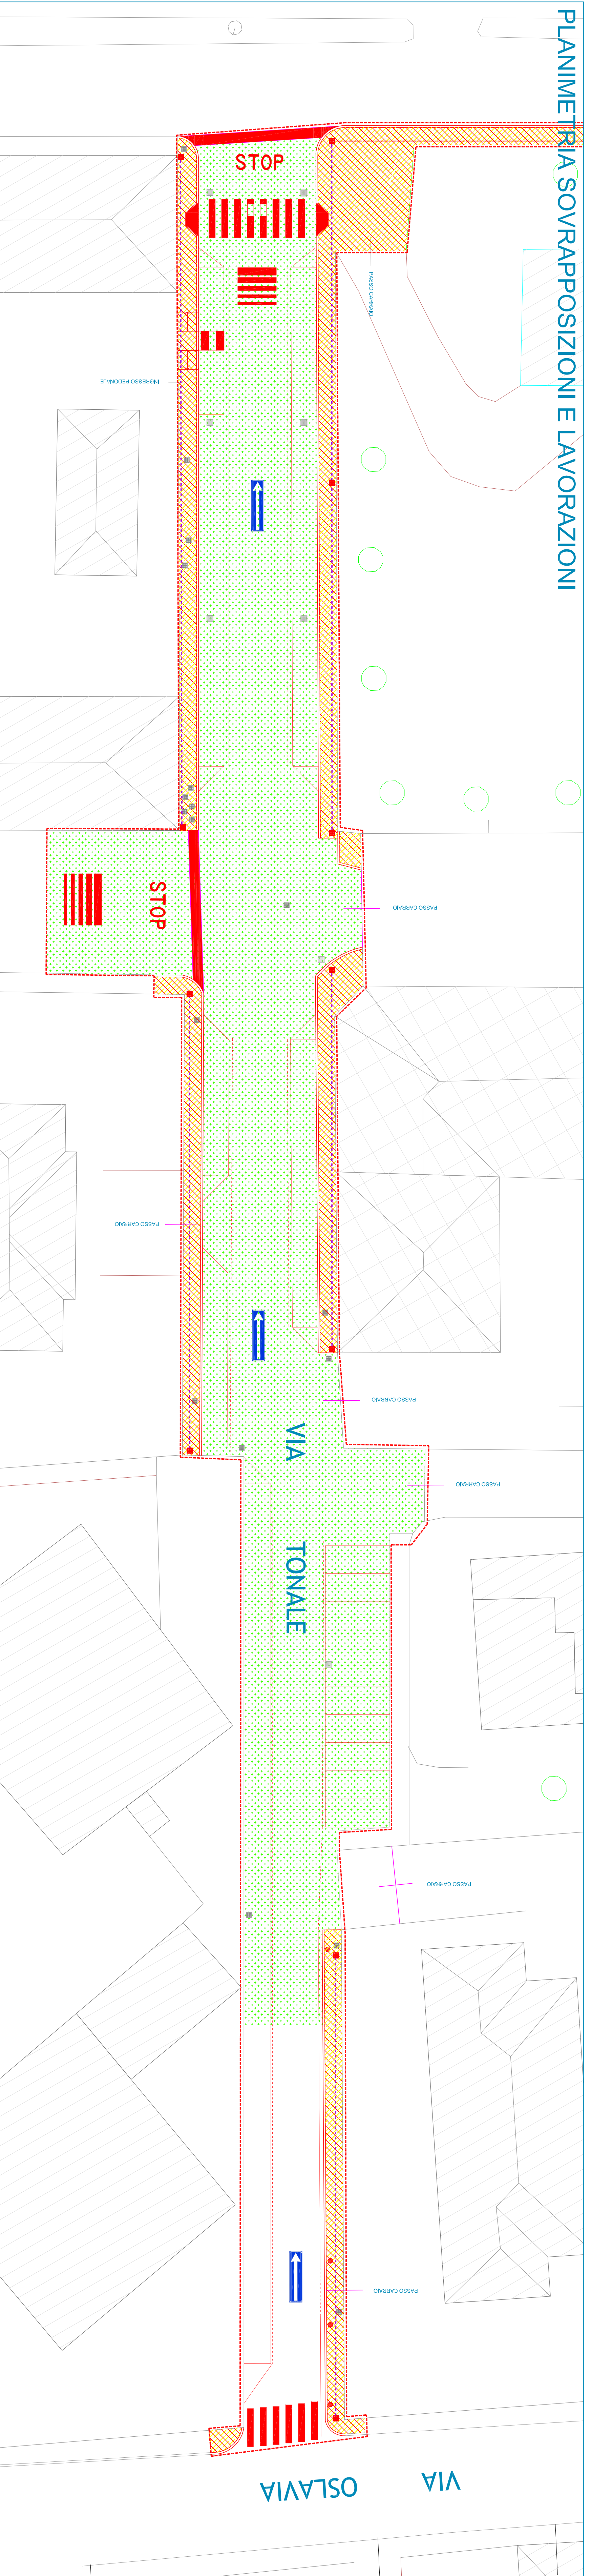 PLANIMETRIA SOVRAPPOSIZIONI E LAVORAZIONI
STOP
PASSO CARRAIO
INGRESSO PEDONALE
STOP
PASSO CARRAIO
PASSO CARRAIO
PASSO CARRAIO
VIA TONALE
PASSO CARRAIO
PASSO CARRAIO
PASSO CARRAIO
VIA OSLAVIA